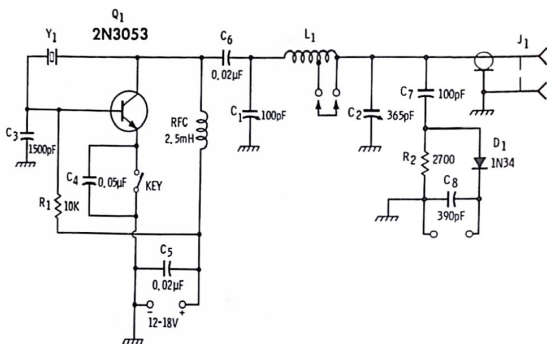 Q1
2N3053
Y1
C6
0.02µF
L1
J1
C3
1500pF
RFC
2.5mH
C1
100pF
C2
365pF
C7
100pF
D1
1N34
R2
2700
C4
0.05µF
KEY
R1
10K
C8
390pF
C5
0.02µF
- +
12-18V